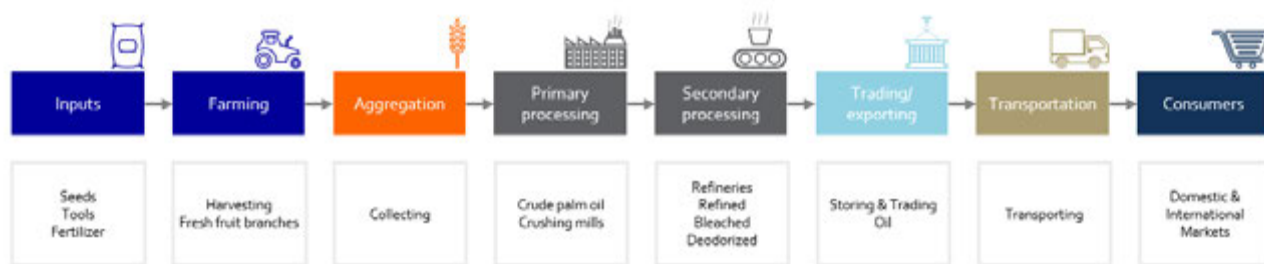 Inputs
Farming
Aggregation
Primary
processing
Secondary
processing
Trading/
exporting
Transportation
Consumers
Seeds
Tools
Fertilizer
Harvesting
Fresh fruit branches
Collecting
Crude palm oil
Crushing mills
Refineries
Refined
Bleached
Deodorized
Storing & Trading
Oil
Transporting
Domestic &
International
Markets